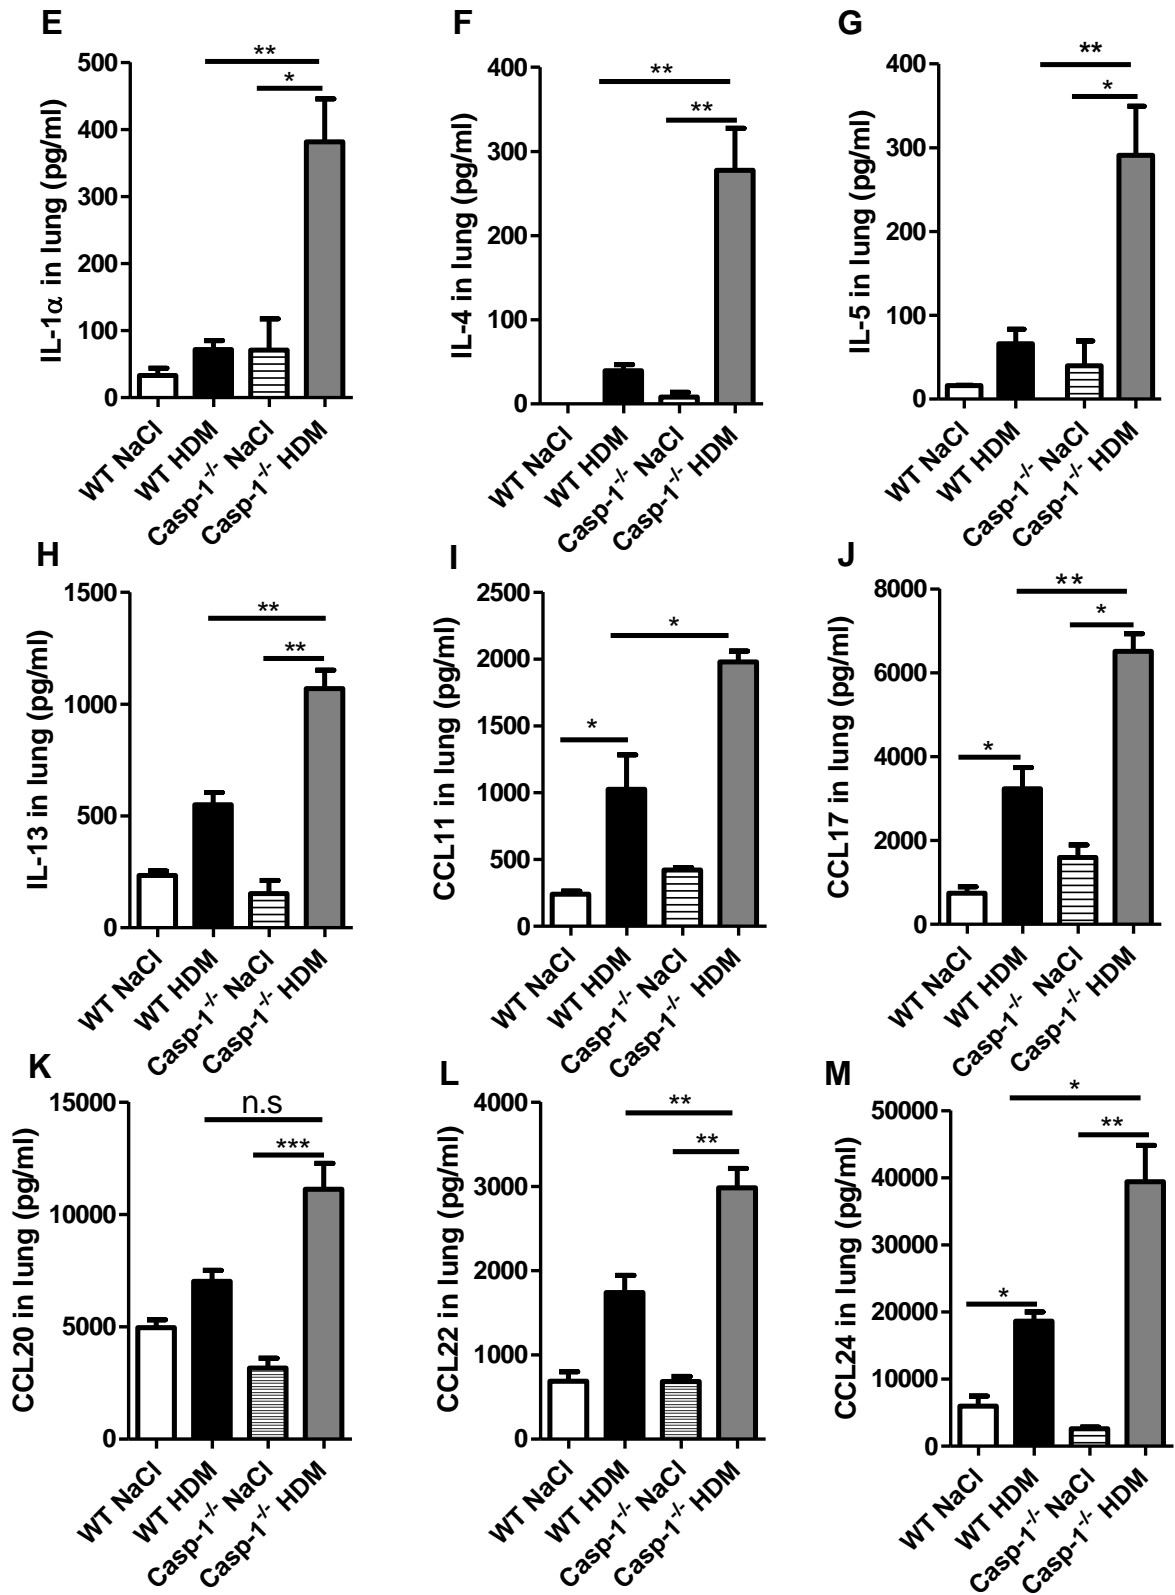 E
IL-1α in lung (pg/ml)
500
400
300
200
100
0
**
*
WT NaCl
WT HDM
Casp-1-/- NaCl
Casp-1-/- HDM
F
IL-4 in lung (pg/ml)
400
300
200
100
0
**
**
WT NaCl
WT HDM
Casp-1-/- NaCl
Casp-1-/- HDM
G
IL-5 in lung (pg/ml)
400
300
200
100
0
**
*
WT NaCl
WT HDM
Casp-1-/- NaCl
Casp-1-/- HDM
H
IL-13 in lung (pg/ml)
1500
1000
500
0
**
**
WT NaCl
WT HDM
Casp-1-/- NaCl
Casp-1-/- HDM
I
CCL11 in lung (pg/ml)
2500
2000
1500
1000
500
0
*
*
WT NaCl
WT HDM
Casp-1-/- NaCl
Casp-1-/- HDM
J
CCL17 in lung (pg/ml)
8000
6000
4000
2000
0
**
*
*
WT NaCl
WT HDM
Casp-1-/- NaCl
Casp-1-/- HDM
K
CCL20 in lung (pg/ml)
15000
10000
5000
0
n.s
***
WT NaCl
WT HDM
Casp-1-/- NaCl
Casp-1-/- HDM
L
CCL22 in lung (pg/ml)
4000
3000
2000
1000
0
**
**
WT NaCl
WT HDM
Casp-1-/- NaCl
Casp-1-/- HDM
M
CCL24 in lung (pg/ml)
50000
40000
30000
20000
10000
0
*
**
*
WT NaCl
WT HDM
Casp-1-/- NaCl
Casp-1-/- HDM